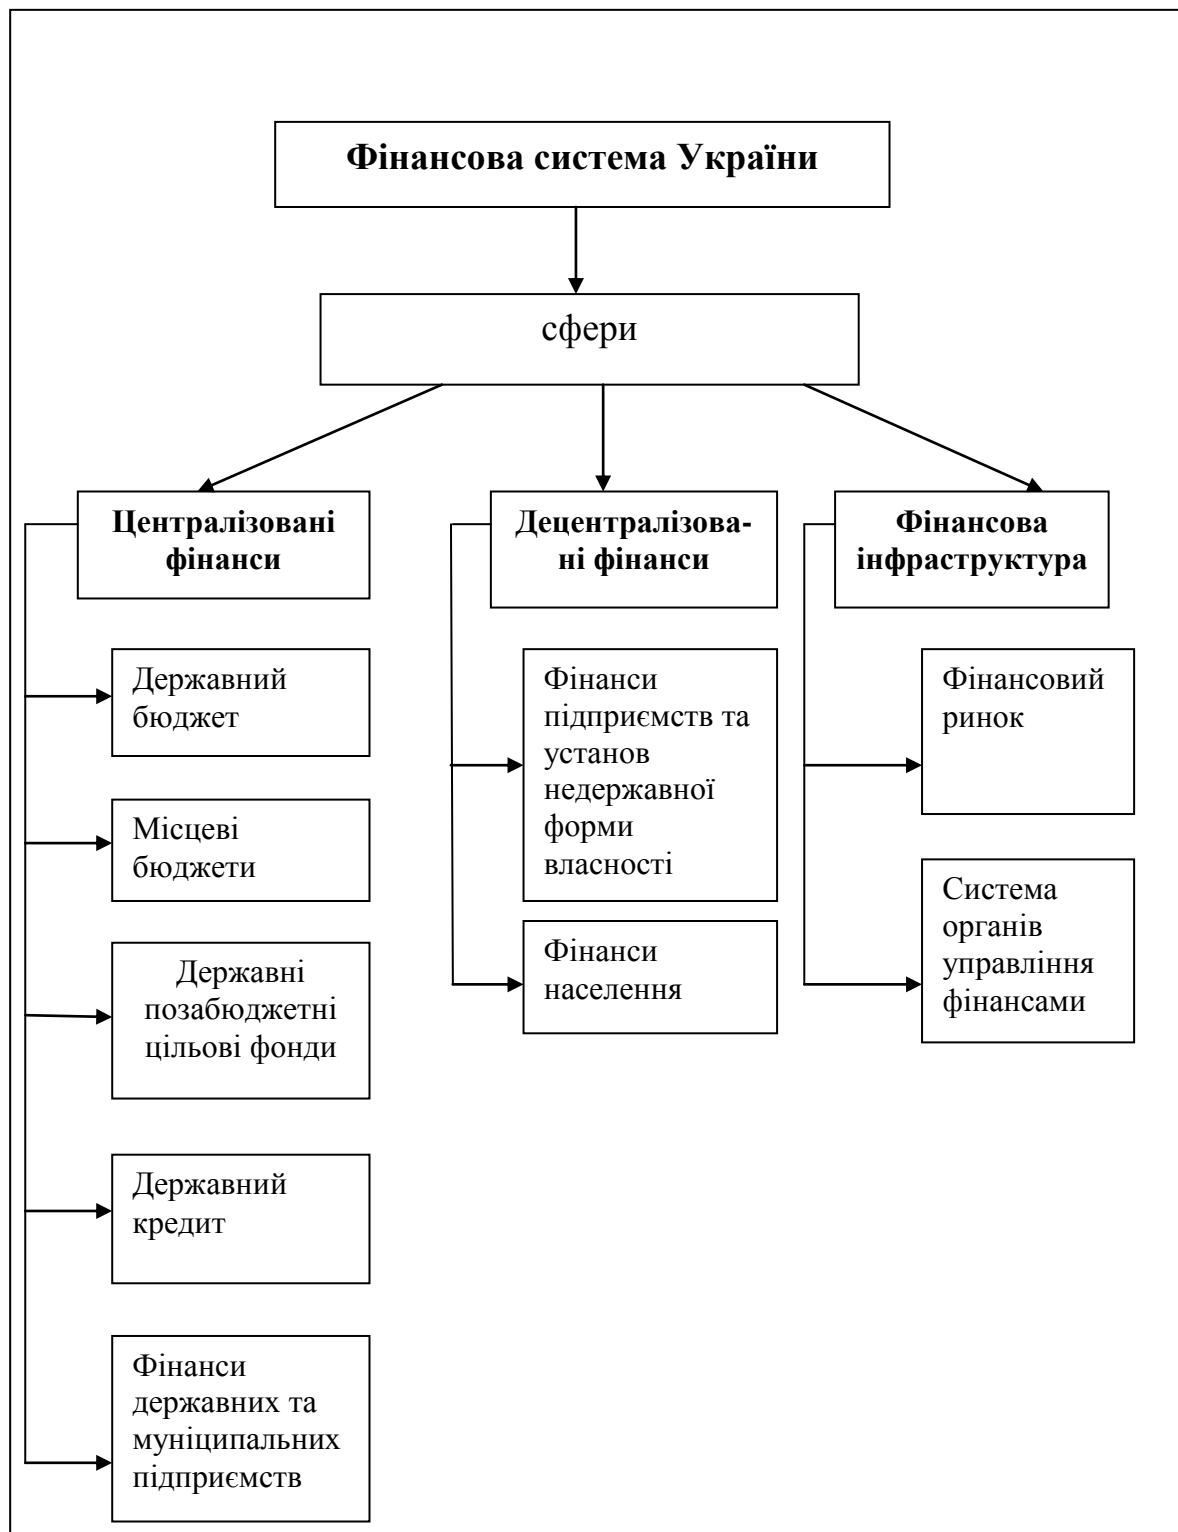 Фінансова система України
сфери
Централізовані
фінанси
Державний
бюджет
Місцеві
бюджети
Державні
позабюджетні
цільові фонди
Державний
кредит
Фінанси
державних та
муніципальних
підприємств
Децентралізова-
ні фінанси
Фінанси
підприємств та
установ
недержавної
форми
власності
Фінанси
населення
Фінансова
інфраструктура
Фінансовий
ринок
Система
органів
управління
фінансами